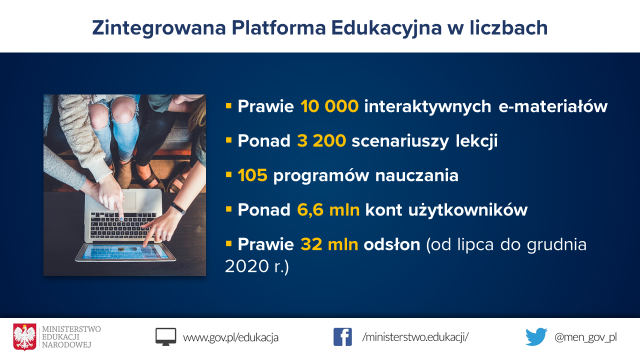 Zintegrowana Platforma Edukacyjna w liczbach
▪ Prawie 10 000 interaktywnych e-materiałów
▪ Ponad 3 200 scenariuszy lekcji
▪ 105 programów nauczania
▪ Ponad 6,6 mln kont użytkowników
▪ Prawie 32 mln odsłon (od lipca do grudnia
2020 r.)
MINISTERSTWO
EDUKACJI
NARODOWEJ
www.gov.pl/edukacja
/ministerstwo.edukacji/
@men_gov_pl